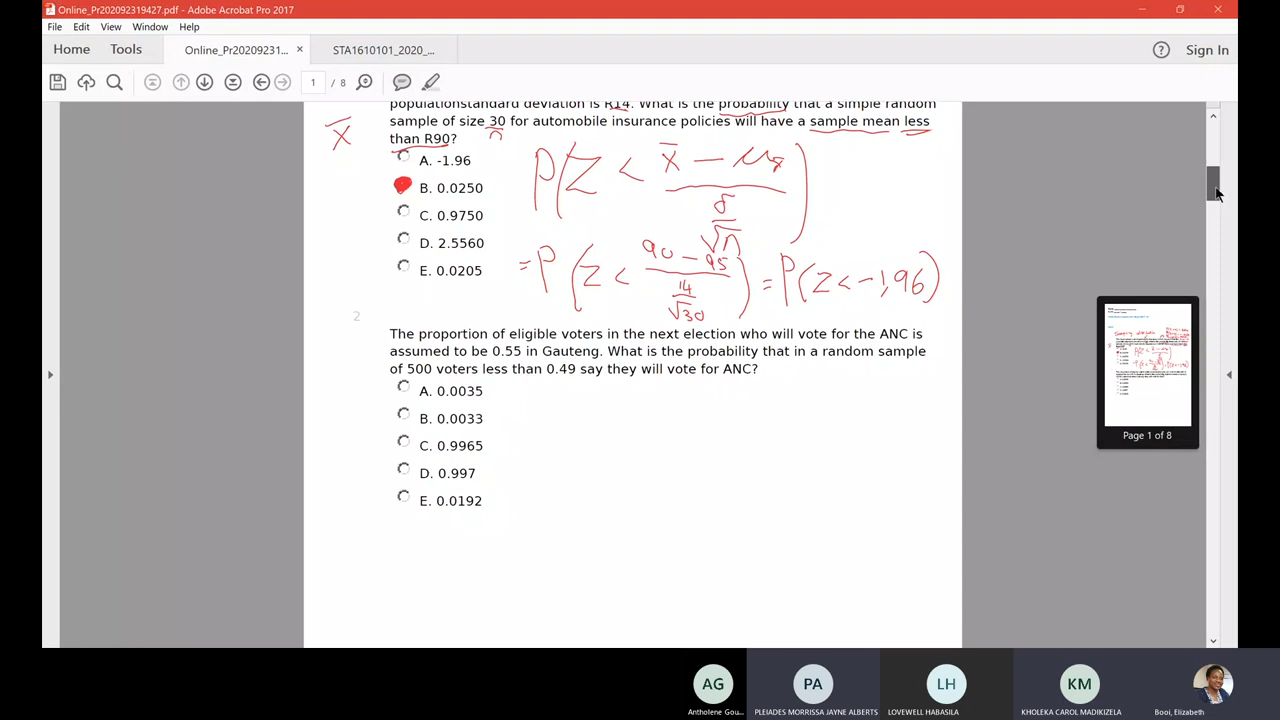 Online_Pr202092319427.pdf - Adobe Acrobat Pro 2017
File Edit View Window Help
Home Tools Online_Pr20209231... × STA1610101_2020_... Sign In
1 / 8
populationstandard deviation is R14. What is the probability that a simple random
sample of size 30 for automobile insurance policies will have a sample mean less
than R90?
n
x̄
A. -1.96
B. 0.0250
C. 0.9750
D. 2.5560
E. 0.0205
P(Z < (x̄ - μx̄)/(σ/√n))
= P(Z < (90 - 95)/(14/√30)) = P(Z < -1,96)
2
The proportion of eligible voters in the next election who will vote for the ANC is
assumed to be 0.55 in Gauteng. What is the probability that in a random sample
of 500 voters less than 0.49 say they will vote for ANC?
A. 0.0035
B. 0.0033
C. 0.9965
D. 0.997
E. 0.0192
Page 1 of 8
AG PA LH KM
Antholene Gou... PLEIADES MORRISSA JAYNE ALBERTS LOVEWELL HABASILA KHOLEKA CAROL MADIKIZELA Booi, Elizabeth